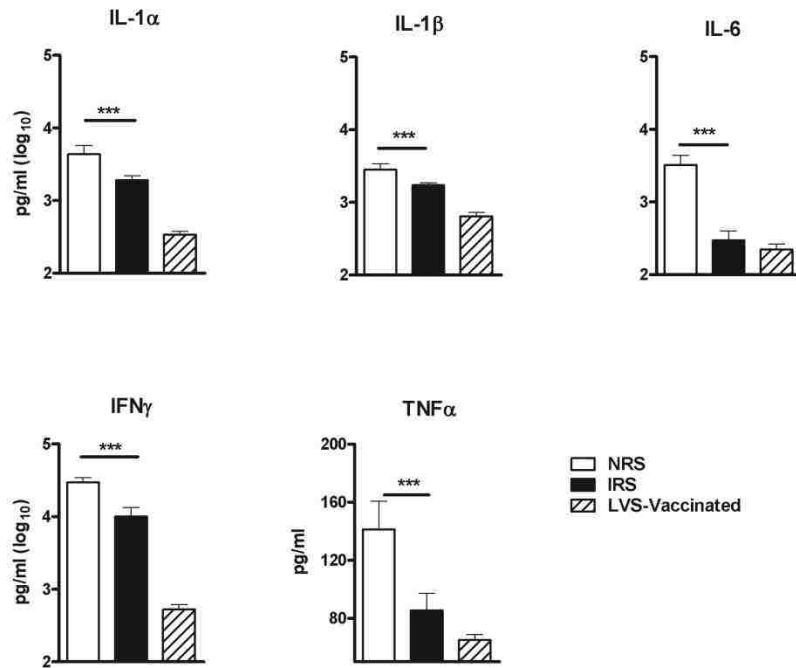 IL-1α
5
4
3
2
pg/ml (log10)
***
IL-1β
5
4
3
2
***
IL-6
5
4
3
2
***
IFNγ
5
4
3
2
pg/ml (log10)
***
TNFα
200
160
120
80
pg/ml
***
NRS
IRS
LVS-Vaccinated